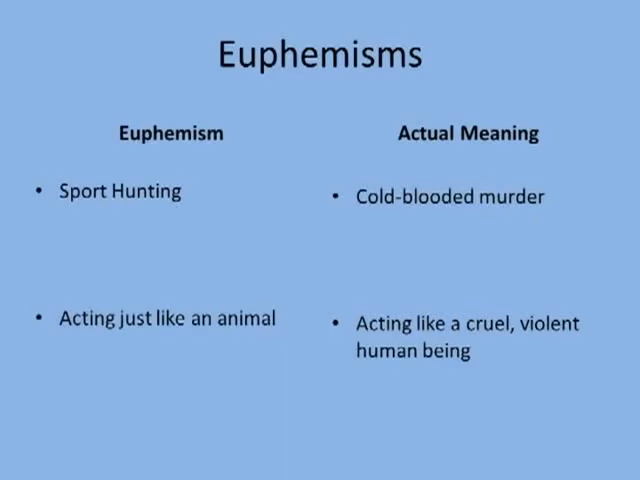 Euphemisms
Euphemism
Actual Meaning
• Sport Hunting
• Cold-blooded murder
• Acting just like an animal
• Acting like a cruel, violent
human being